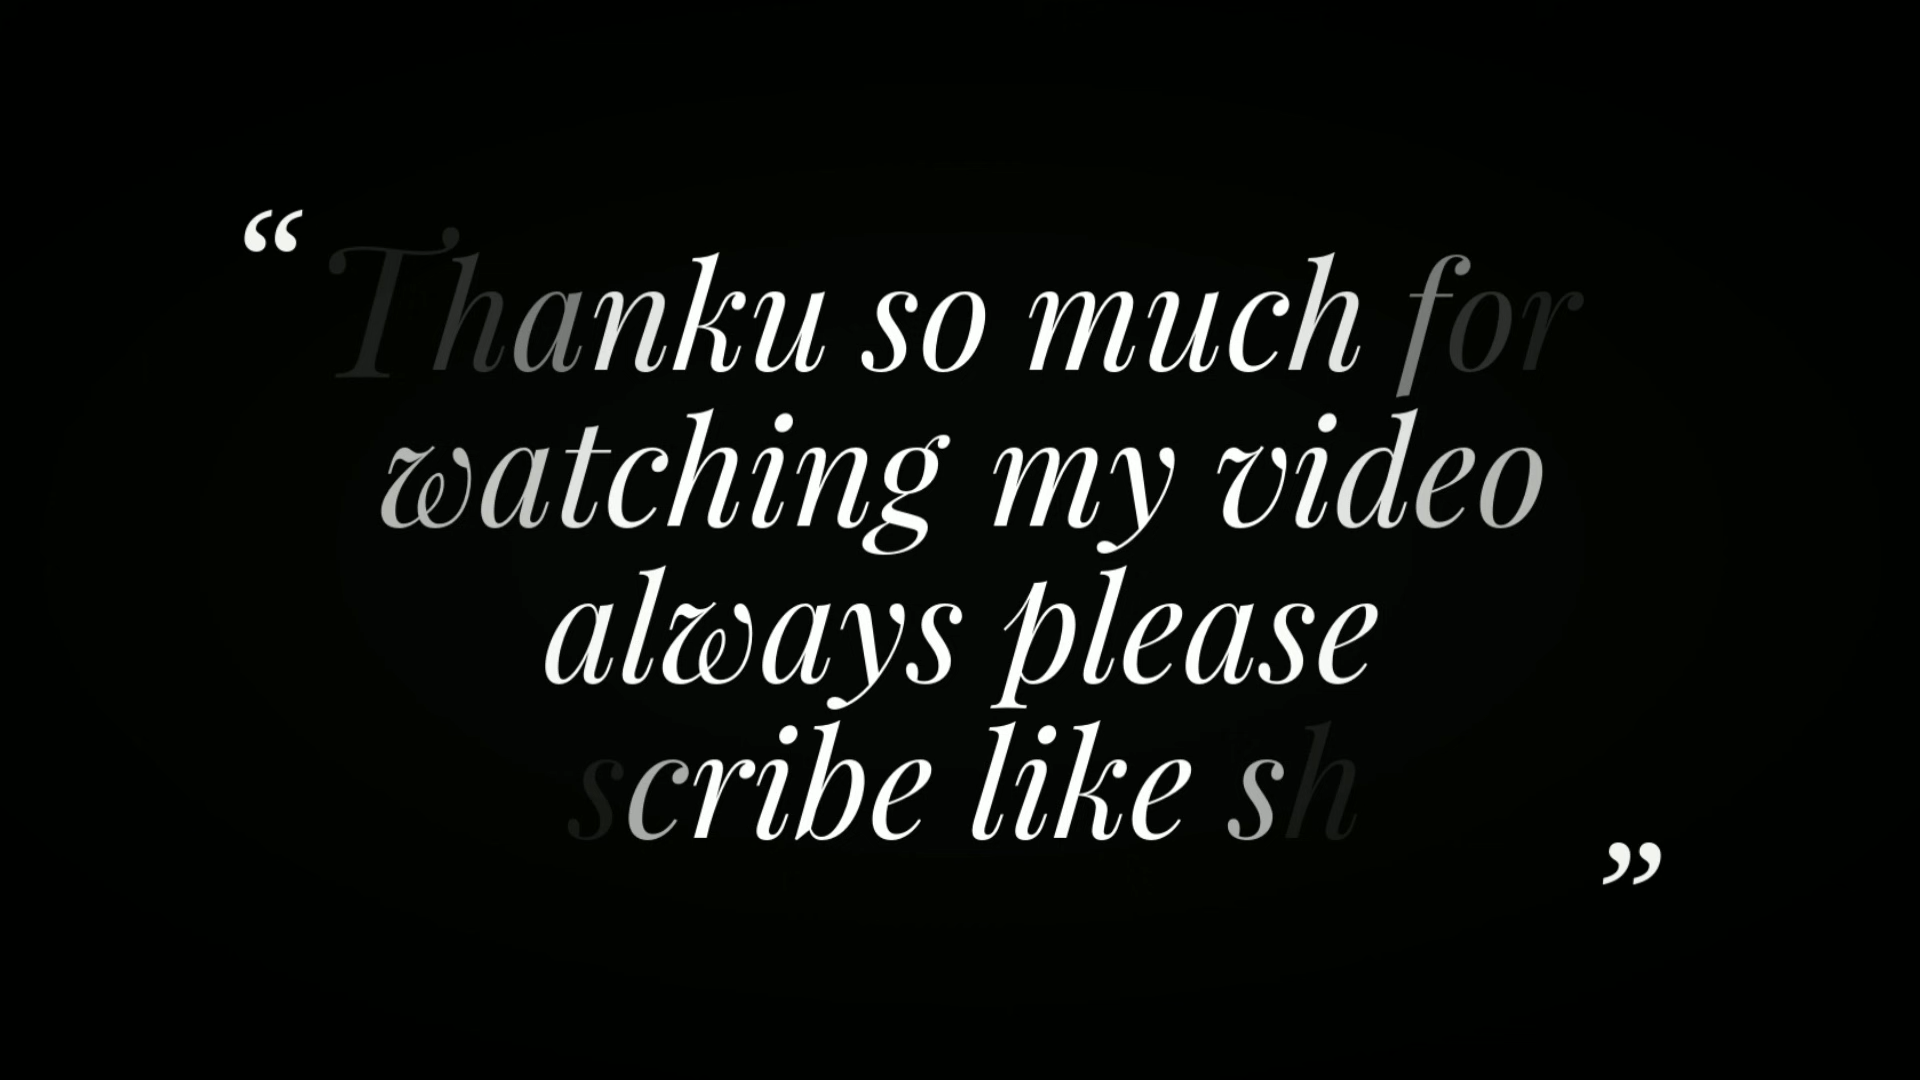 “Thanku so much for
watching my video
always please
scribe like sh”